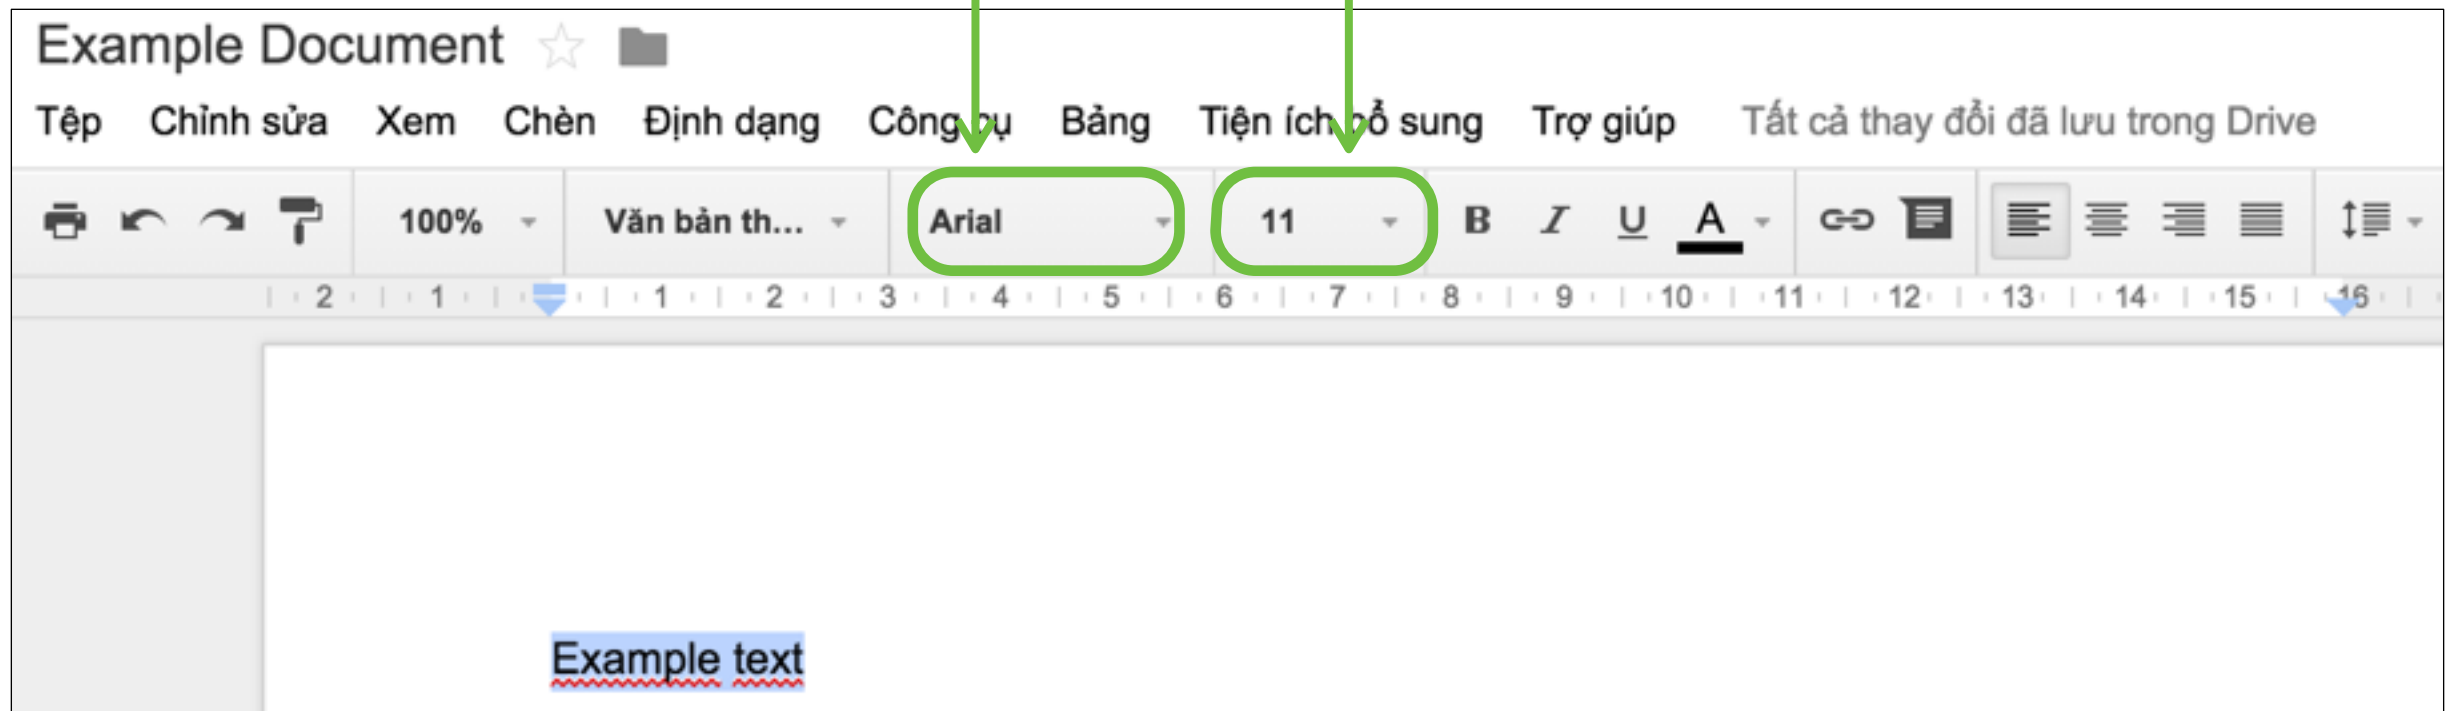 Example Document
Tệp Chỉnh sửa Xem Chèn Định dạng Công cụ Bảng Tiện ích bổ sung Trợ giúp Tất cả thay đổi đã lưu trong Drive
100% Văn bản th... Arial 11 B I U A
2 1 1 2 3 4 5 6 7 8 9 10 11 12 13 14 15 16
Example text